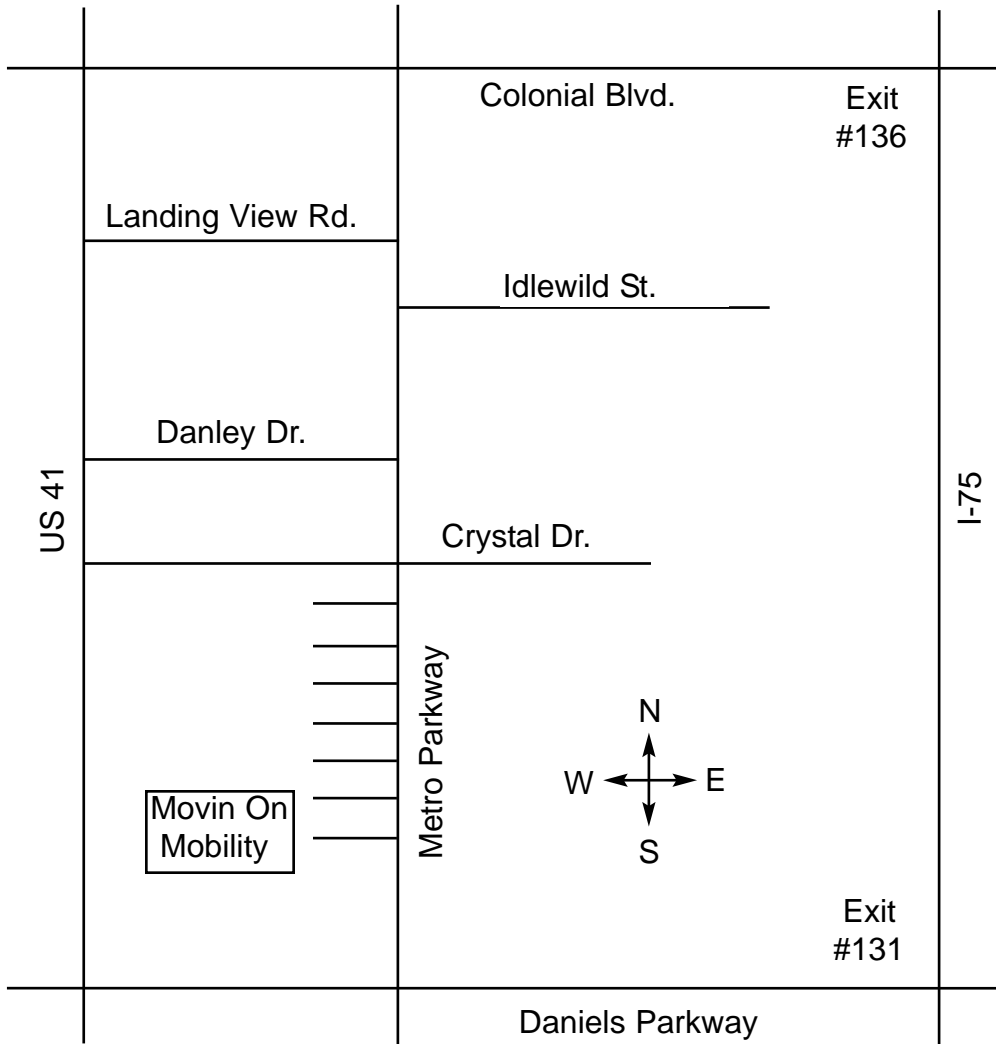 Colonial Blvd.
Exit
#136
Landing View Rd.
Idlewild St.
Danley Dr.
US 41
I-75
Crystal Dr.
Metro Parkway
N
W
E
S
Movin On
Mobility
Exit
#131
Daniels Parkway